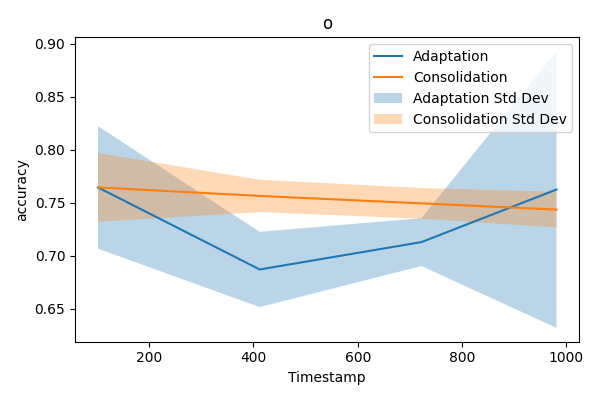 o
0.90
0.85
0.80
0.75
0.70
0.65
accuracy
Adaptation
Consolidation
Adaptation Std Dev
Consolidation Std Dev
200
400
600
800
1000
Timestamp